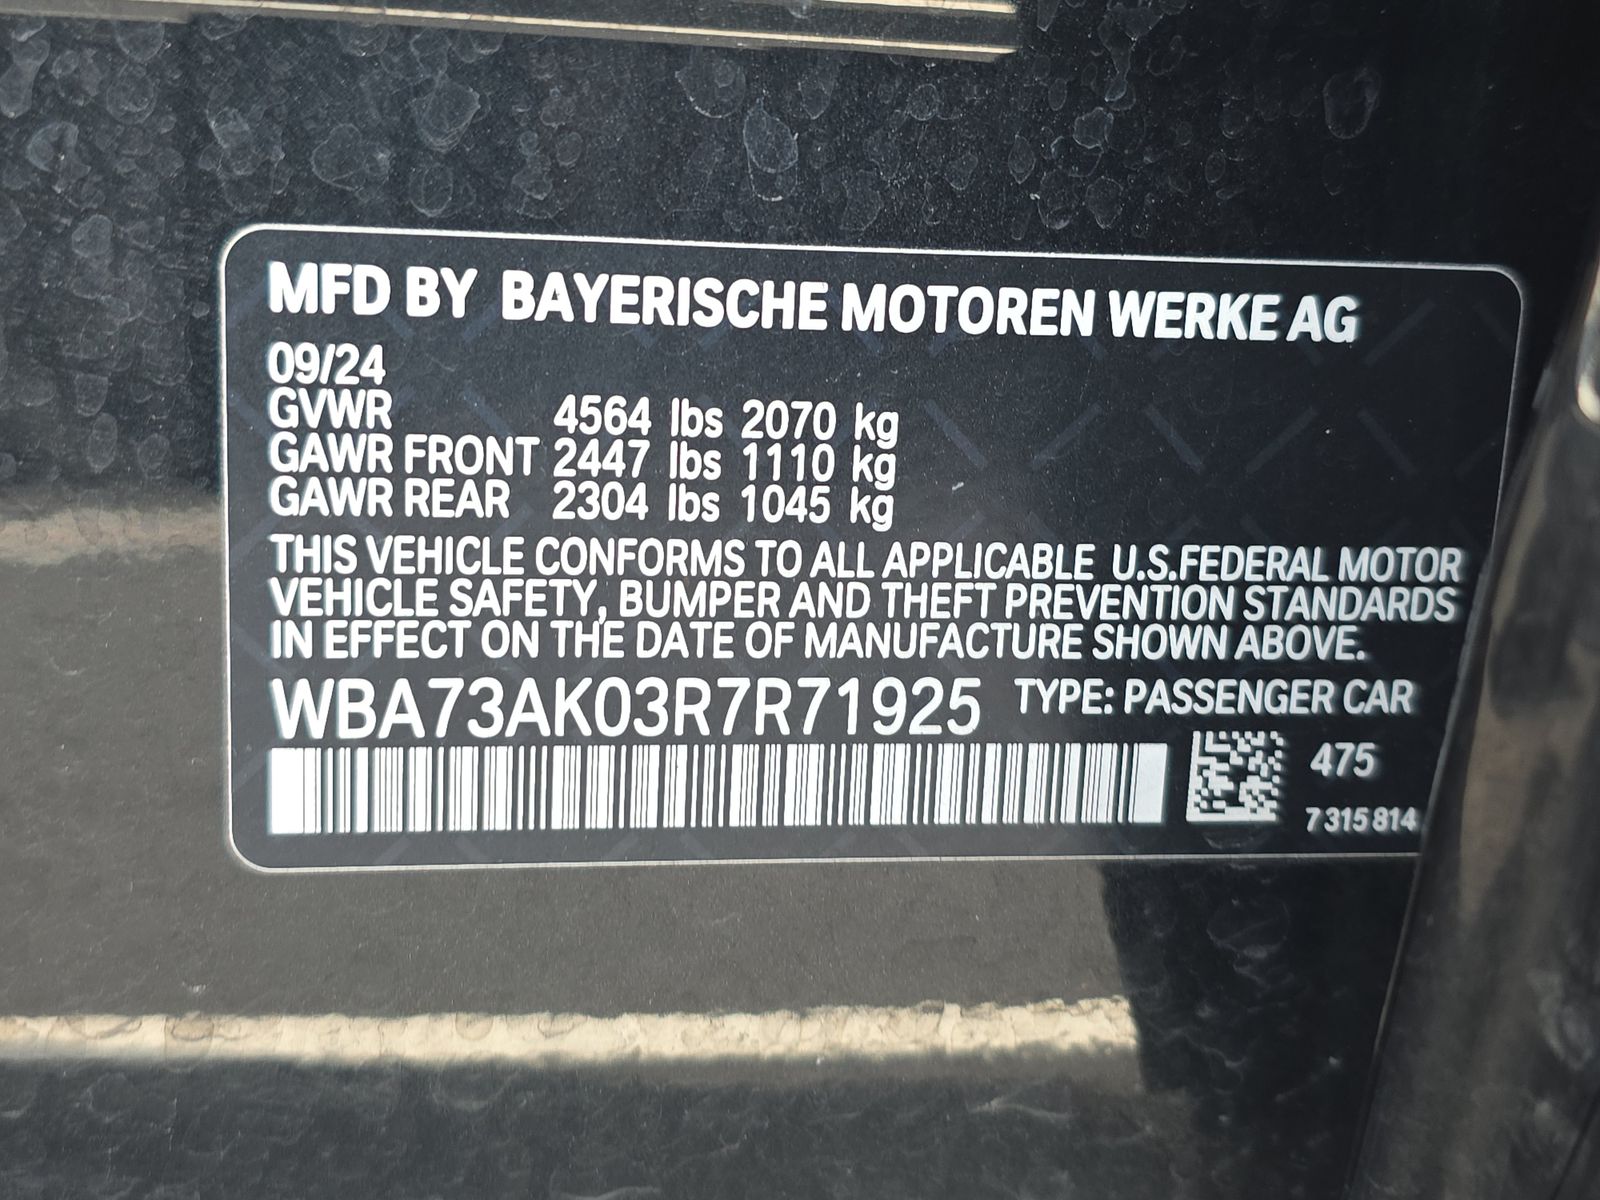 MFD BY BAYERISCHE MOTOREN WERKE AG
09/24
GVWR 4564 lbs 2070 kg
GAWR FRONT 2447 lbs 1110 kg
GAWR REAR 2304 lbs 1045 kg
THIS VEHICLE CONFORMS TO ALL APPLICABLE U.S.FEDERAL MOTOR
VEHICLE SAFETY, BUMPER AND THEFT PREVENTION STANDARDS
IN EFFECT ON THE DATE OF MANUFACTURE SHOWN ABOVE.
WBA73AK03R7R71925 TYPE: PASSENGER CAR
475
7 315 814